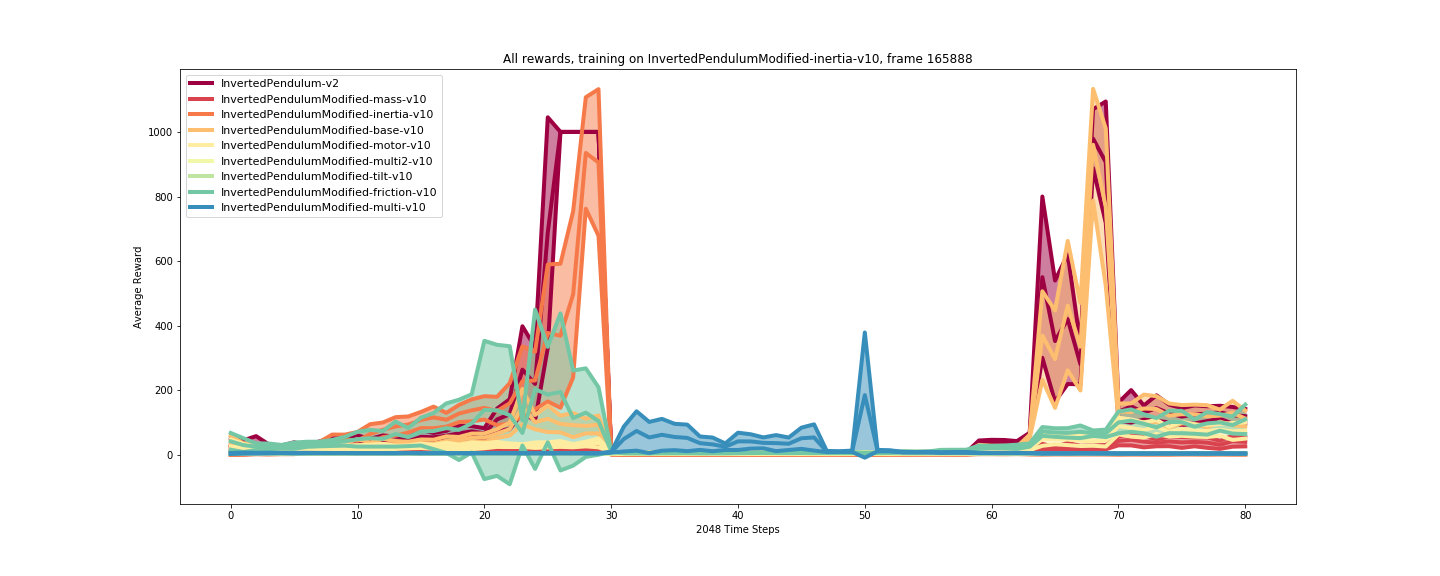 All rewards, training on InvertedPendulumModified-inertia-v10, frame 165888
InvertedPendulum-v2
InvertedPendulumModified-mass-v10
InvertedPendulumModified-inertia-v10
InvertedPendulumModified-base-v10
InvertedPendulumModified-motor-v10
InvertedPendulumModified-multi2-v10
InvertedPendulumModified-tilt-v10
InvertedPendulumModified-friction-v10
InvertedPendulumModified-multi-v10
Average Reward
1000
800
600
400
200
0
0 10 20 30 40 50 60 70 80
2048 Time Steps